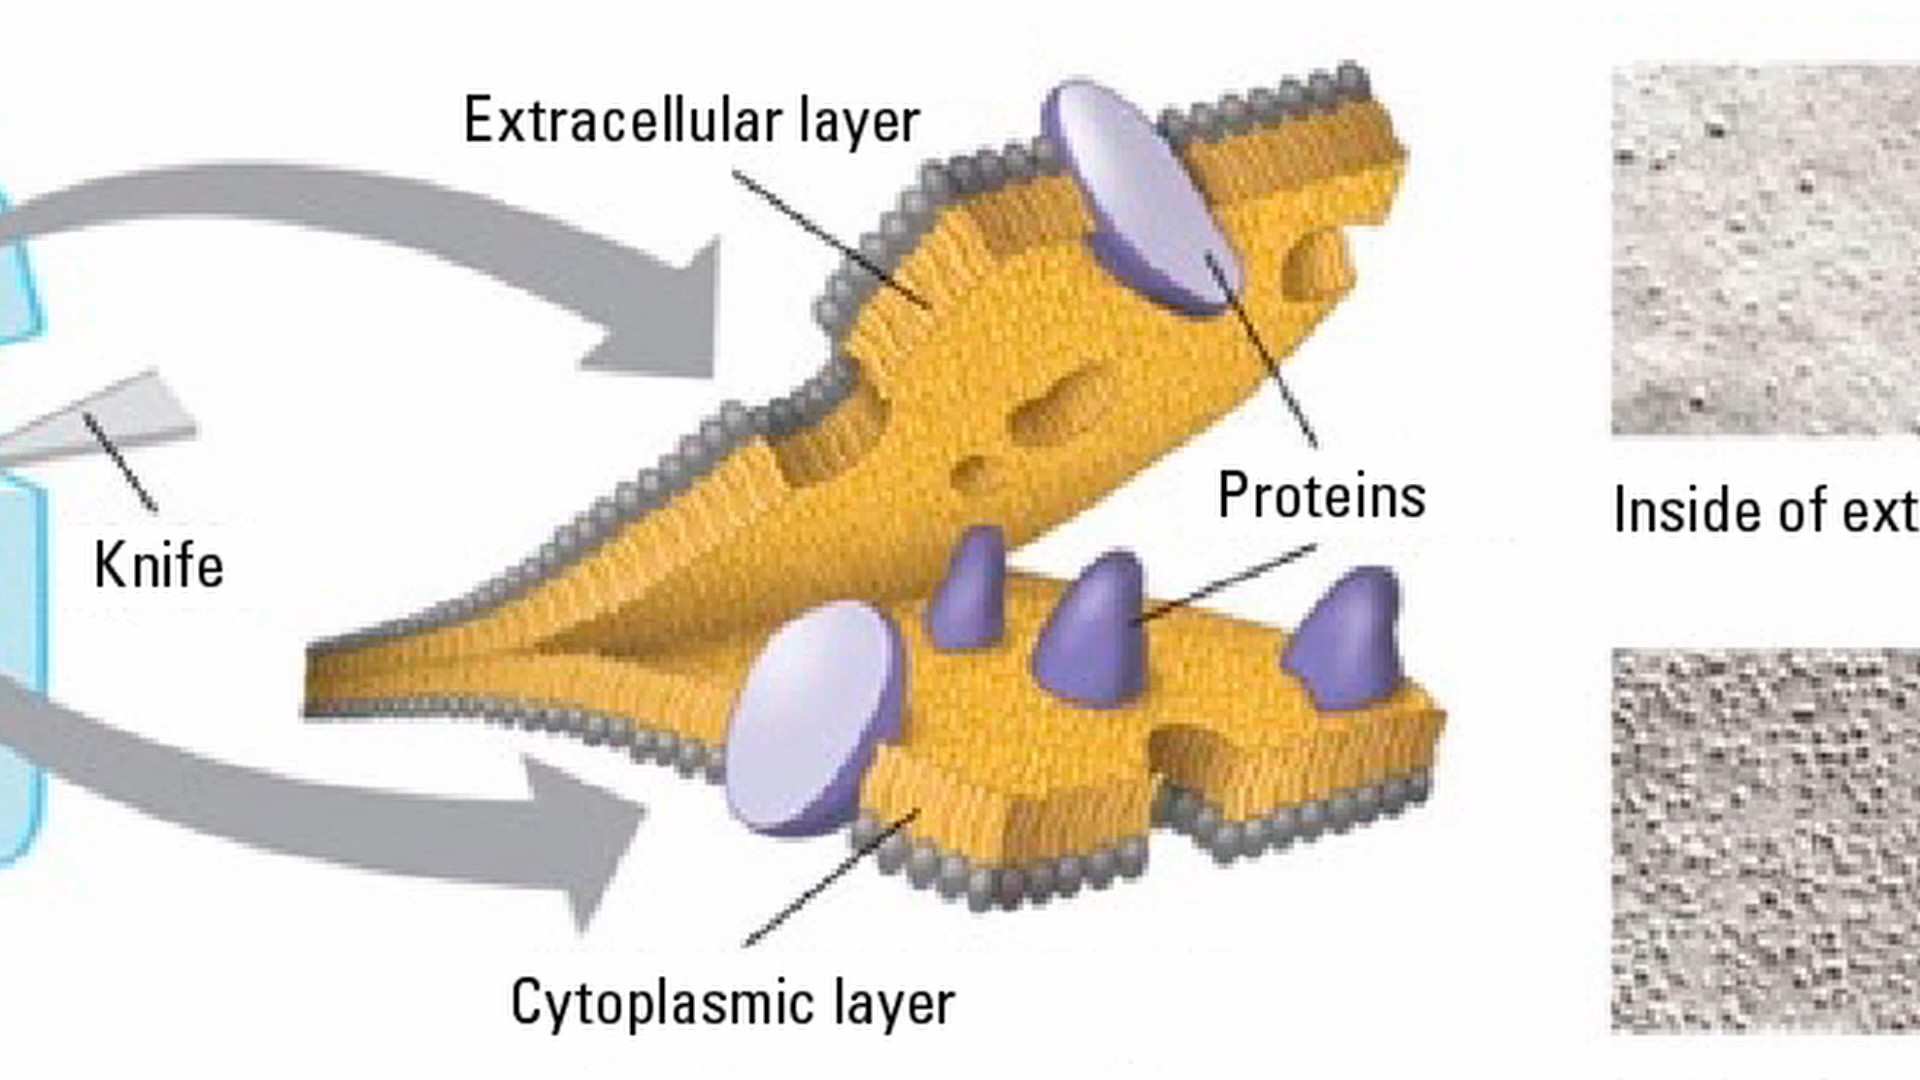 Extracellular layer
Knife
Proteins
Inside of ext
Cytoplasmic layer